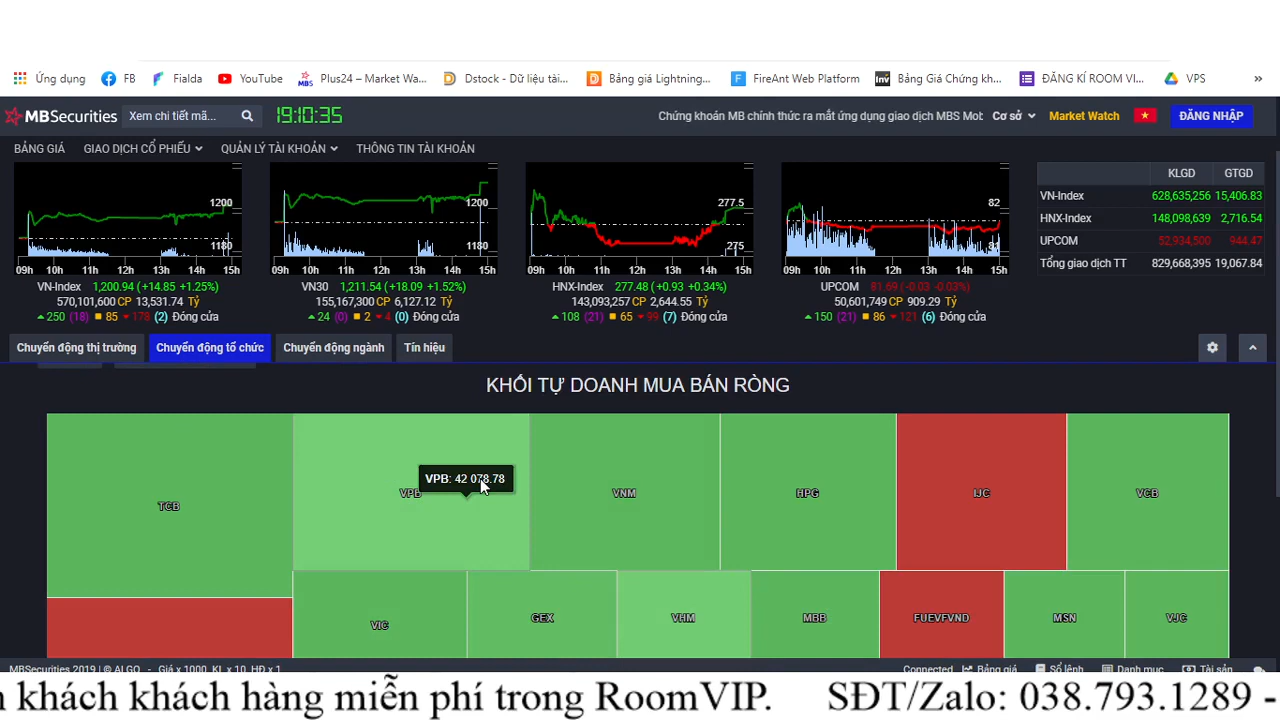 Ứng dụng FB Fialda YouTube Plus24 – Market Wa... Dstock - Dữ liệu tài... Bảng giá Lightning... FireAnt Web Platform Bảng Giá Chứng kh... ĐĂNG KÍ ROOM VI... VPS »
MBSecurities Xem chi tiết mã... 19:10:35 Chứng khoán MB chính thức ra mắt ứng dụng giao dịch MBS Mob Cơ sở Market Watch ĐĂNG NHẬP
BẢNG GIÁ GIAO DỊCH CỔ PHIẾU QUẢN LÝ TÀI KHOẢN THÔNG TIN TÀI KHOẢN
1200 1200 277.5 82
1180 1180 275
09h 10h 11h 12h 13h 14h 15h 09h 10h 11h 12h 13h 14h 15h 09h 10h 11h 12h 13h 14h 15h 09h 10h 11h 12h 13h 14h 15h
VN-Index 1,200.94 (+14.85 +1.25%) VN30 1,211.54 (+18.09 +1.52%) HNX-Index 277.48 (+0.93 +0.34%) UPCOM 81.69 (-0.03 -0.03%)
570,101,600 CP 13,531.74 Tỷ 155,167,300 CP 6,127.12 Tỷ 143,093,257 CP 2,644.55 Tỷ 50,601,749 CP 909.29 Tỷ
250 (18) 85 178 (2) Đóng cửa 24 (0) 2 4 (0) Đóng cửa 108 (21) 65 99 (7) Đóng cửa 150 (21) 86 121 (6) Đóng cửa
KLGD GTGD
VN-Index 628,635,256 15,406.83
HNX-Index 148,098,639 2,716.54
UPCOM 52,934,500 944.47
Tổng giao dịch TT 829,668,395 19,067.84
Chuyển động thị trường Chuyển động tổ chức Chuyển động ngành Tín hiệu
KHỐI TỰ DOANH MUA BÁN RÒNG
VPB: 42 078.78
TCB VPB VNM HPG IJC VCB
VIC GEX VHM MBB FUEVFVND MSN VJC
MBSecurities 2019 | © ALGO - Giá x 1000, KL x 10, HĐ x 1 Connected Bảng giá Sổ lệnh Danh mục Tài sản
khách khách hàng miễn phí trong RoomVIP. SĐT/Zalo: 038.793.1289 -